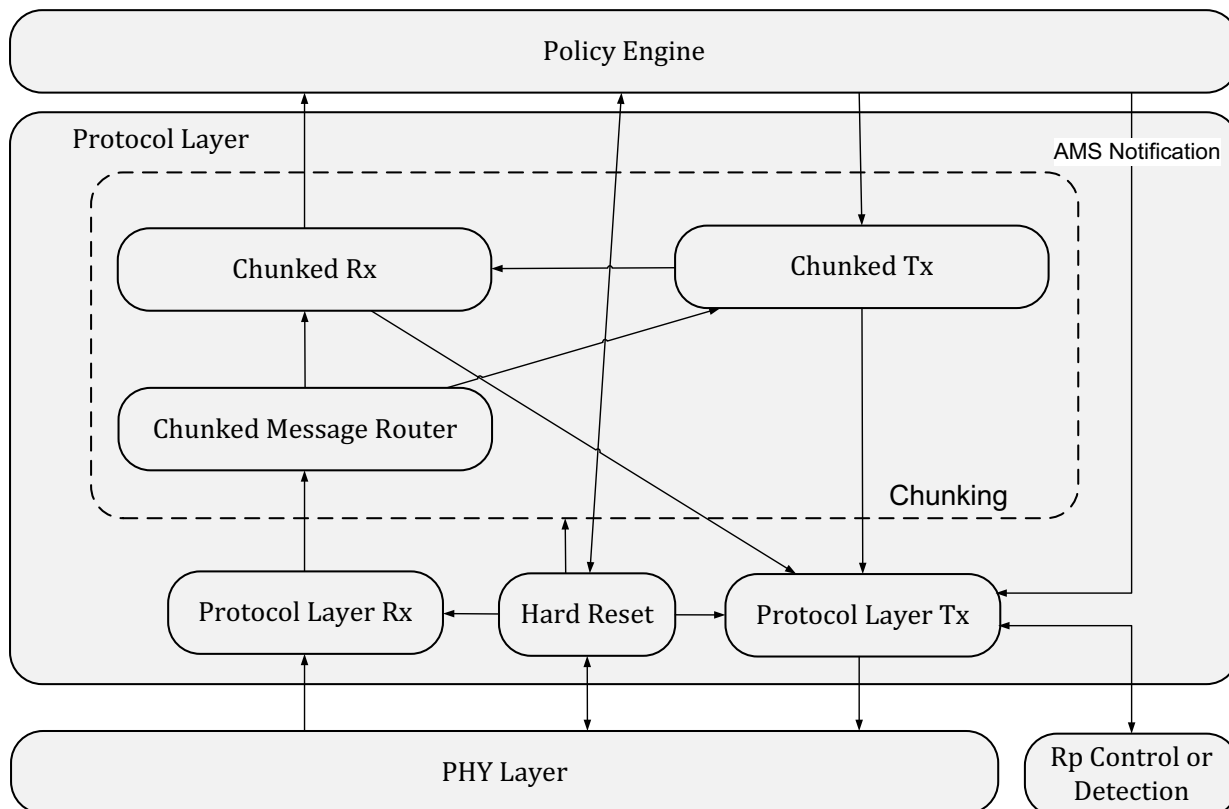 Policy Engine
Protocol Layer
AMS Notification
Chunked Rx
Chunked Tx
Chunked Message Router
Chunking
Protocol Layer Rx
Hard Reset
Protocol Layer Tx
PHY Layer
Rp Control or
Detection